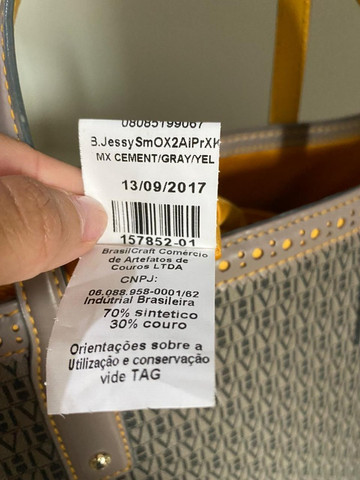 08085199067
B.JessySmOX2AiPrXK
MX CEMENT/GRAY/YEL
13/09/2017
157852-01
BrasilCraft Comércio
de Artefatos de
Couros LTDA
CNPJ:
06.088.958-0001/62
Indútrial Brasileira
70% sintetico
30% couro
Orientações sobre a
Utilização e conservação
vide TAG